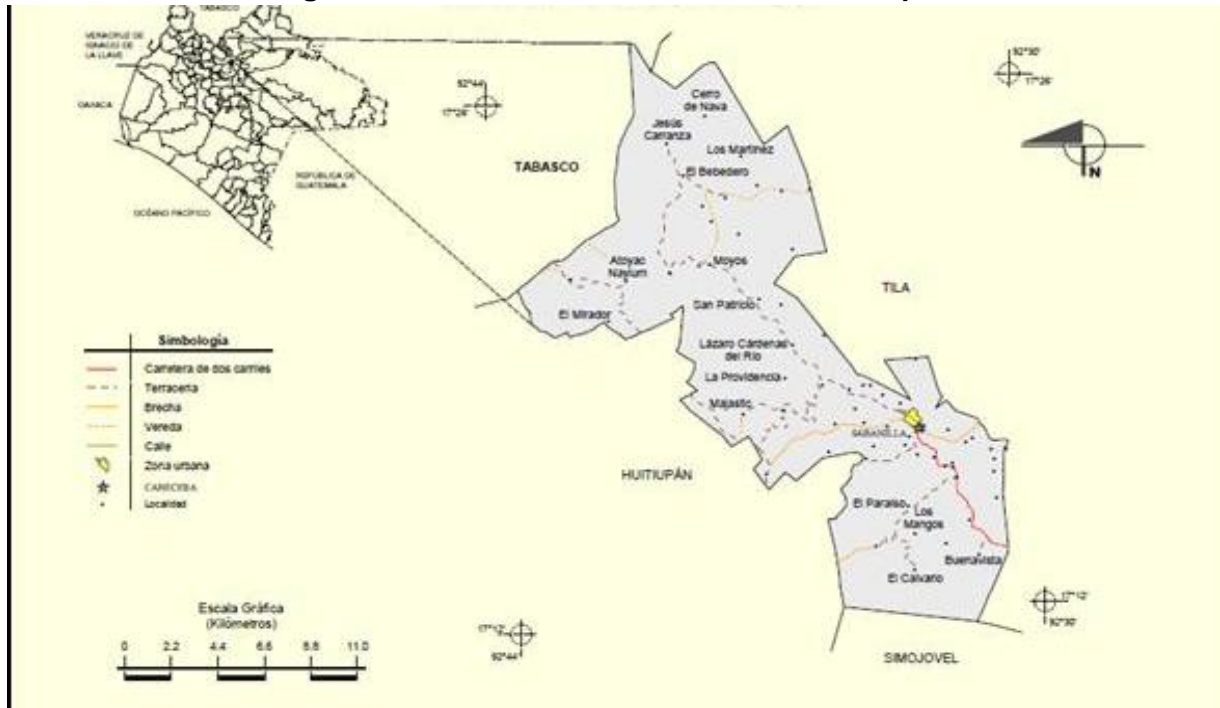 TABASCO
VERACRUZ DE
IGNACIO DE
LA LLAVE
OAXACA
REPÚBLICA DE
GUATEMALA
OCÉANO PACÍFICO
92°44'
17°26'
92°30'
17°26'
N
TABASCO
Cerro
de Nava
Jesús
Carranza
Los Martínez
El Bebedero
Atoyac
Naylum
Moyos
El Mirador
San Patricio
TILA
Lázaro Cárdenas
del Río
La Providencia
Majastic
SABANILLA
HUITIUPÁN
El Paraíso
Los
Mangos
Buenavista
El Calvario
Simbología
Carretera de dos carriles
Terracería
Brecha
Vereda
Calle
Zona urbana
CABECERA
Localidad
Escala Gráfica
(Kilómetros)
0 2.2 4.4 6.6 8.8 11.0
17°12'
92°44'
17°12'
92°30'
SIMOJOVEL